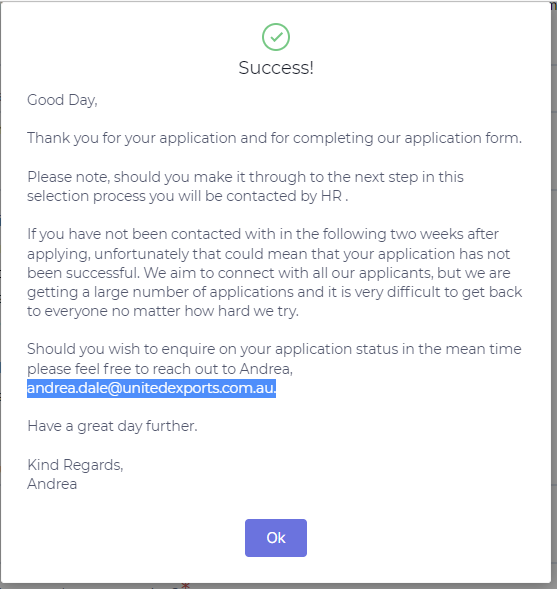 Success!
Good Day,
Thank you for your application and for completing our application form.
Please note, should you make it through to the next step in this
selection process you will be contacted by HR .
If you have not been contacted with in the following two weeks after
applying, unfortunately that could mean that your application has not
been successful. We aim to connect with all our applicants, but we are
getting a large number of applications and it is very difficult to get back
to everyone no matter how hard we try.
Should you wish to enquire on your application status in the mean time
please feel free to reach out to Andrea,
andrea.dale@unitedexports.com.au.
Have a great day further.
Kind Regards,
Andrea
Ok